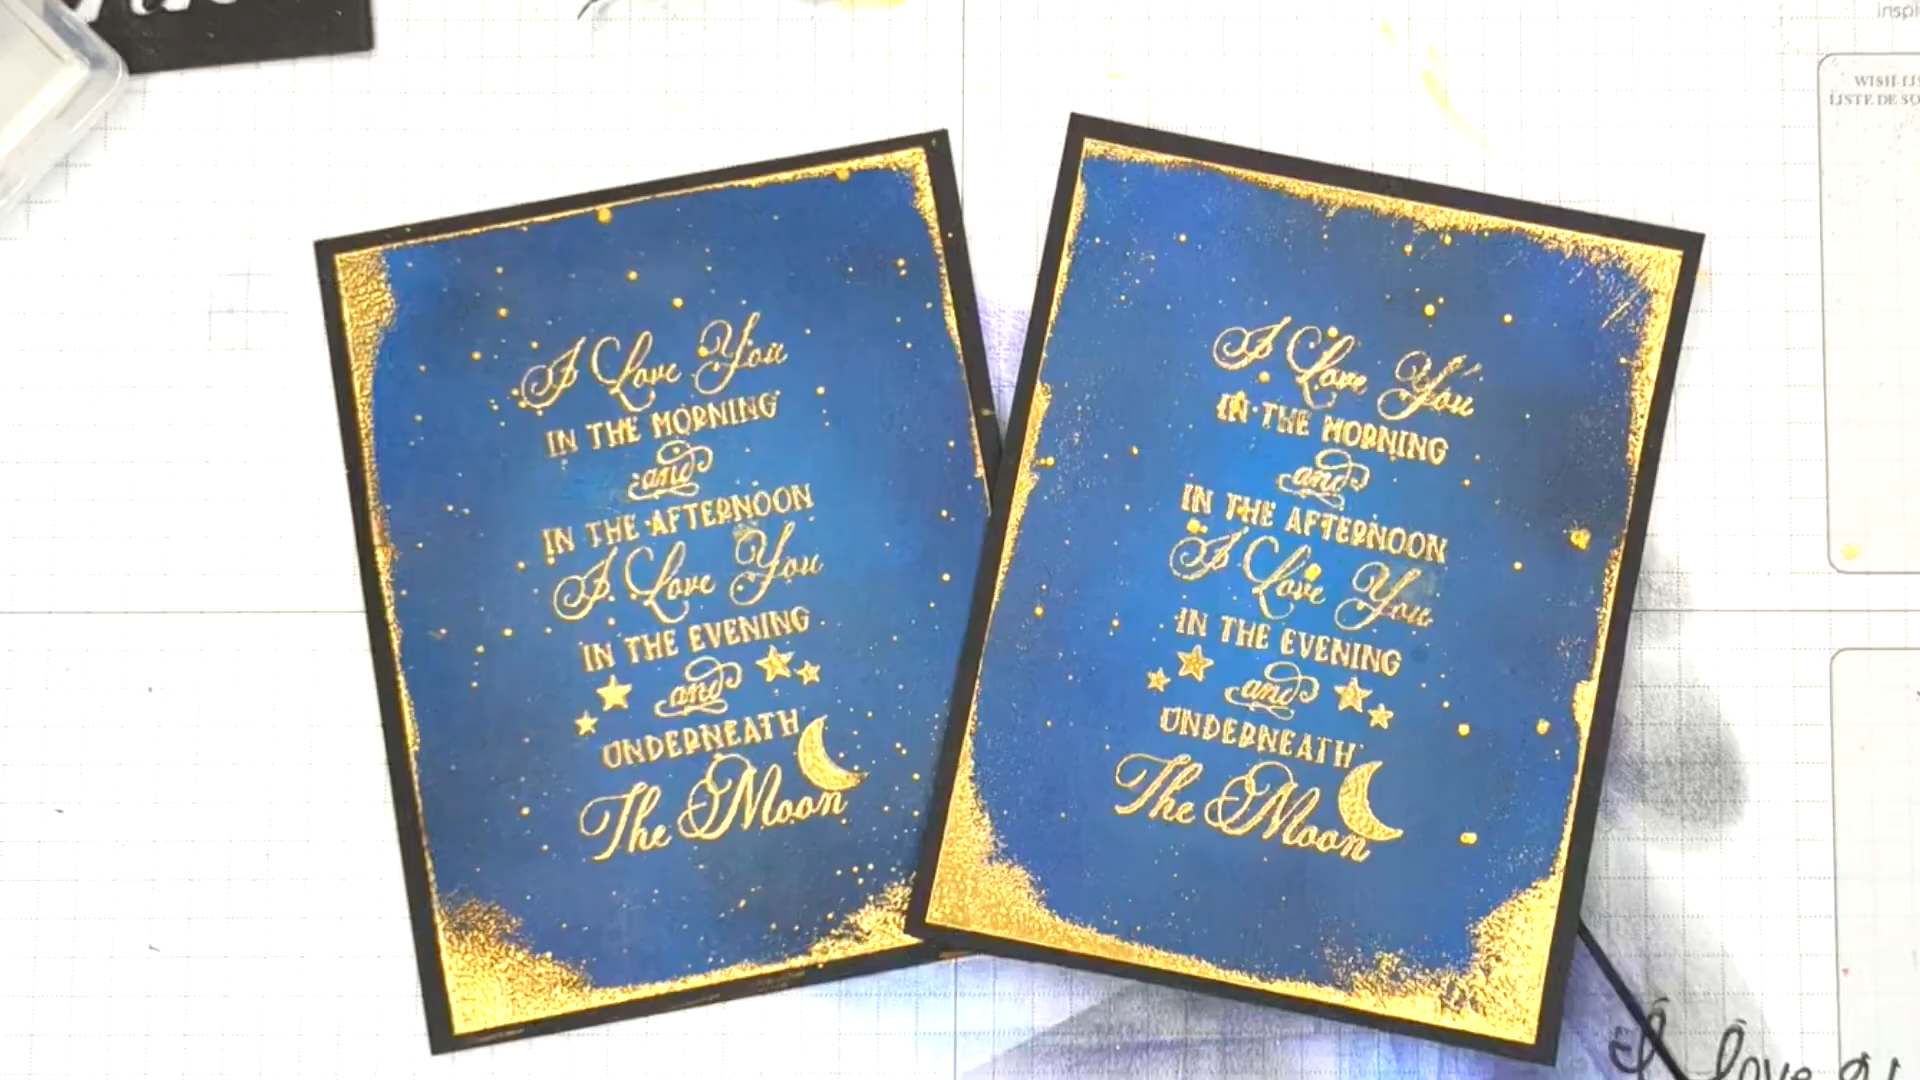 WISH LIS
LISTE DE SO
I Love You
IN THE MORNING
and
IN THE AFTERNOON
I Love You
IN THE EVENING
and
UNDERNEATH
The Moon
I Love You
IN THE MORNING
and
IN THE AFTERNOON
I Love You
IN THE EVENING
and
UNDERNEATH
The Moon
I love